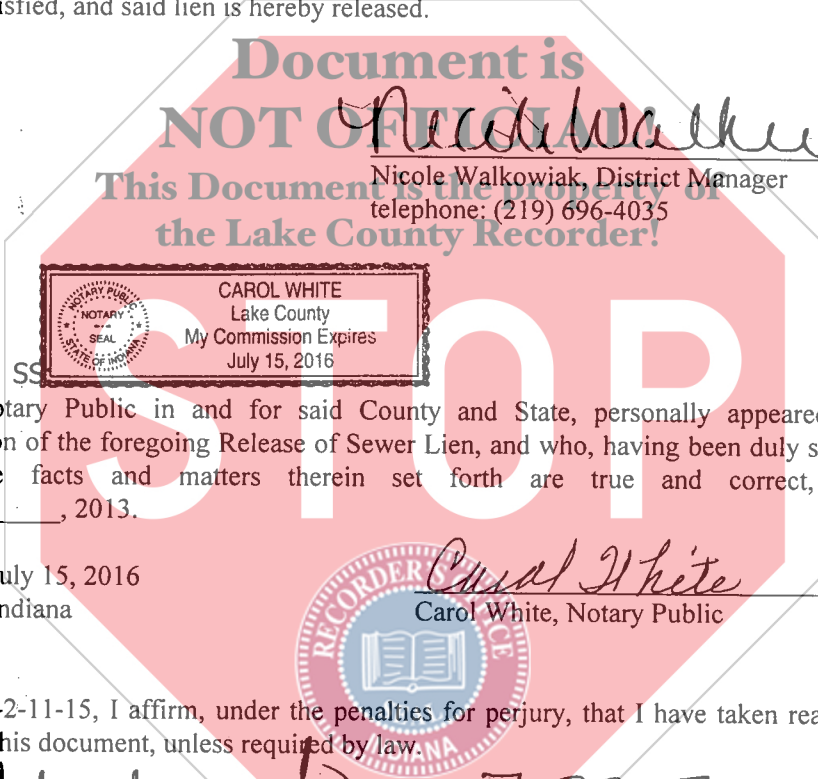 isfied, and said lien is hereby released.
Document is
NOT OFFICIAL!
Nicole Walkowiak, District Manager
This Document is the property of
telephone: (219) 696-4035
the Lake County Recorder!
CAROL WHITE
NOTARY PUBLIC
NOTARY
SEAL
STATE OF INDIANA
Lake County
My Commission Expires
July 15, 2016
SS
STOP
otary Public in and for said County and State, personally appeared
on of the foregoing Release of Sewer Lien, and who, having been duly s
e facts and matters therein set forth are true and correct,
, 2013.
uly 15, 2016
Carol White
ndiana
Carol White, Notary Public
RECORDER'S OFFICE
INDIANA
-2-11-15, I affirm, under the penalties for perjury, that I have taken rea
his document, unless required by law.